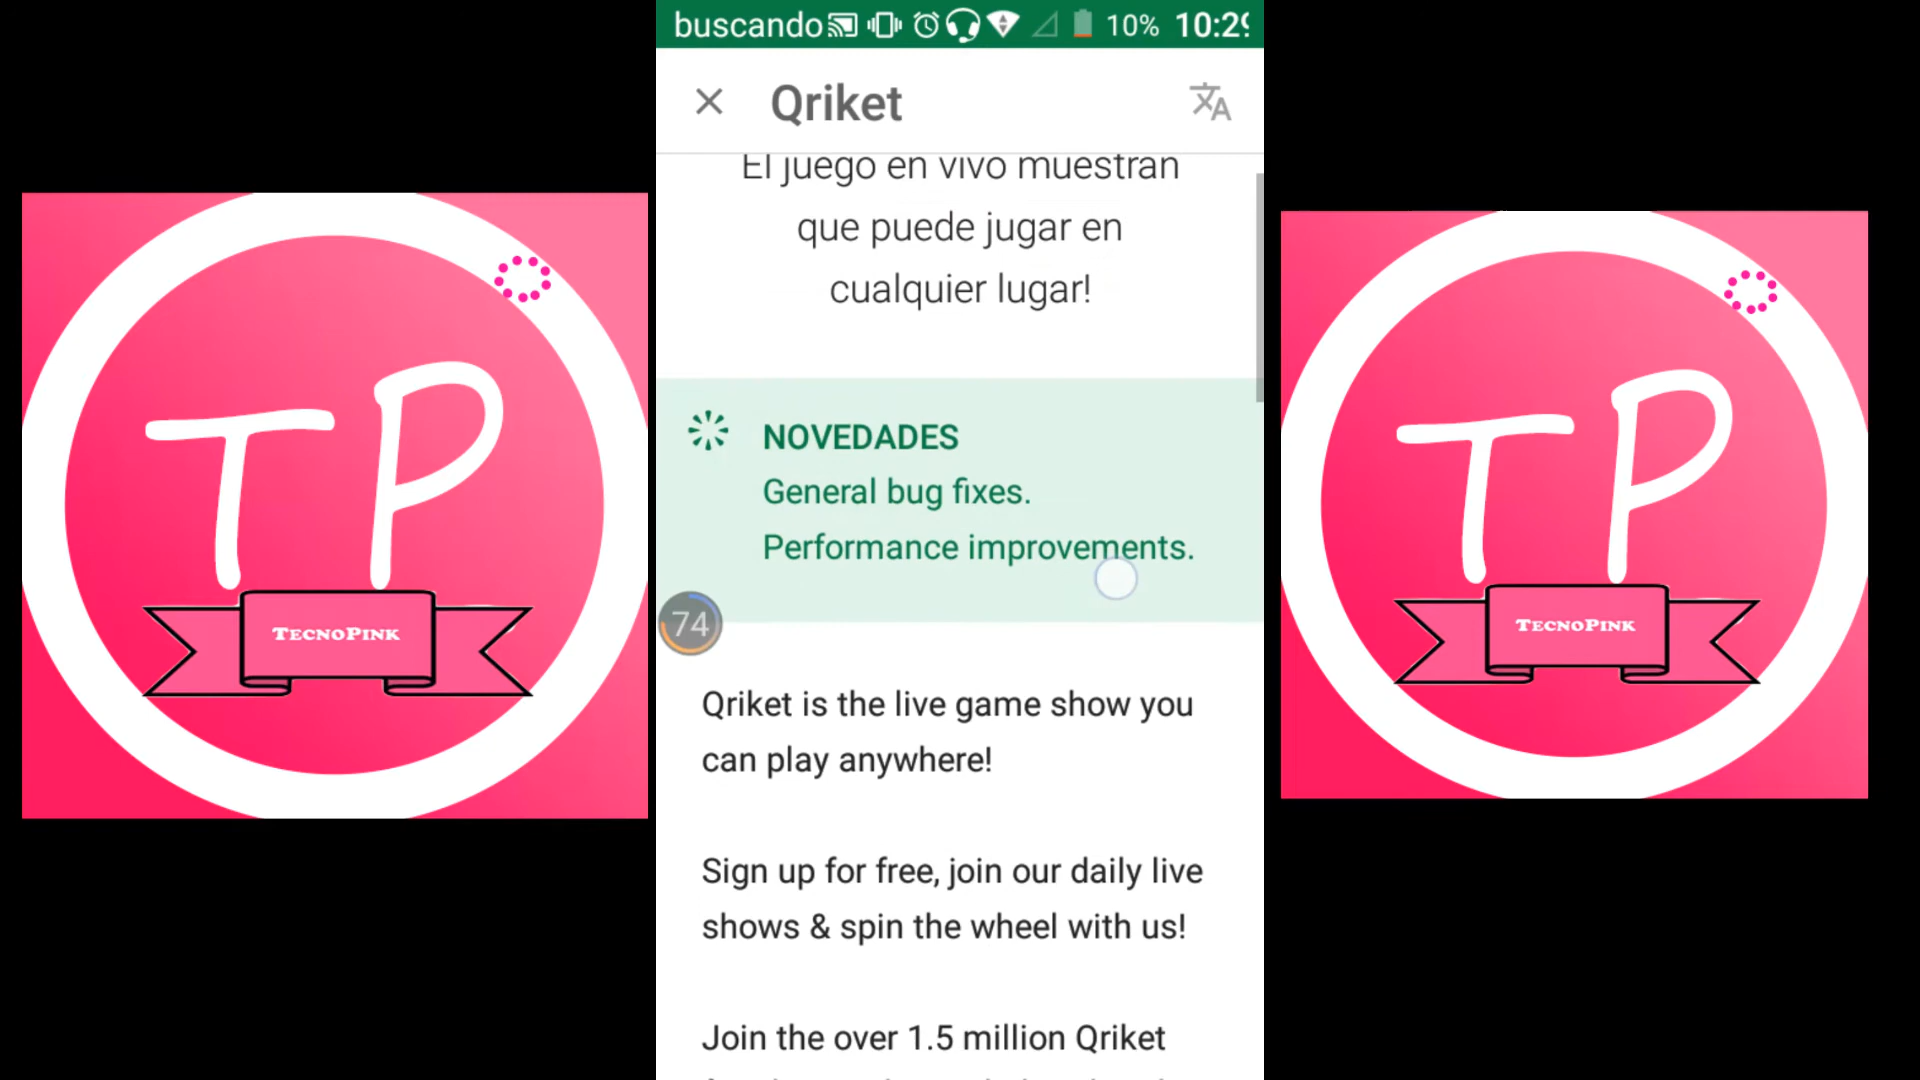 buscando 10% 10:29
Qriket
El juego en vivo muestran
que puede jugar en
cualquier lugar!
NOVEDADES
General bug fixes.
Performance improvements.
74
Qriket is the live game show you
can play anywhere!
Sign up for free, join our daily live
shows & spin the wheel with us!
Join the over 1.5 million Qriket
TP
TECNOPINK
TP
TECNOPINK